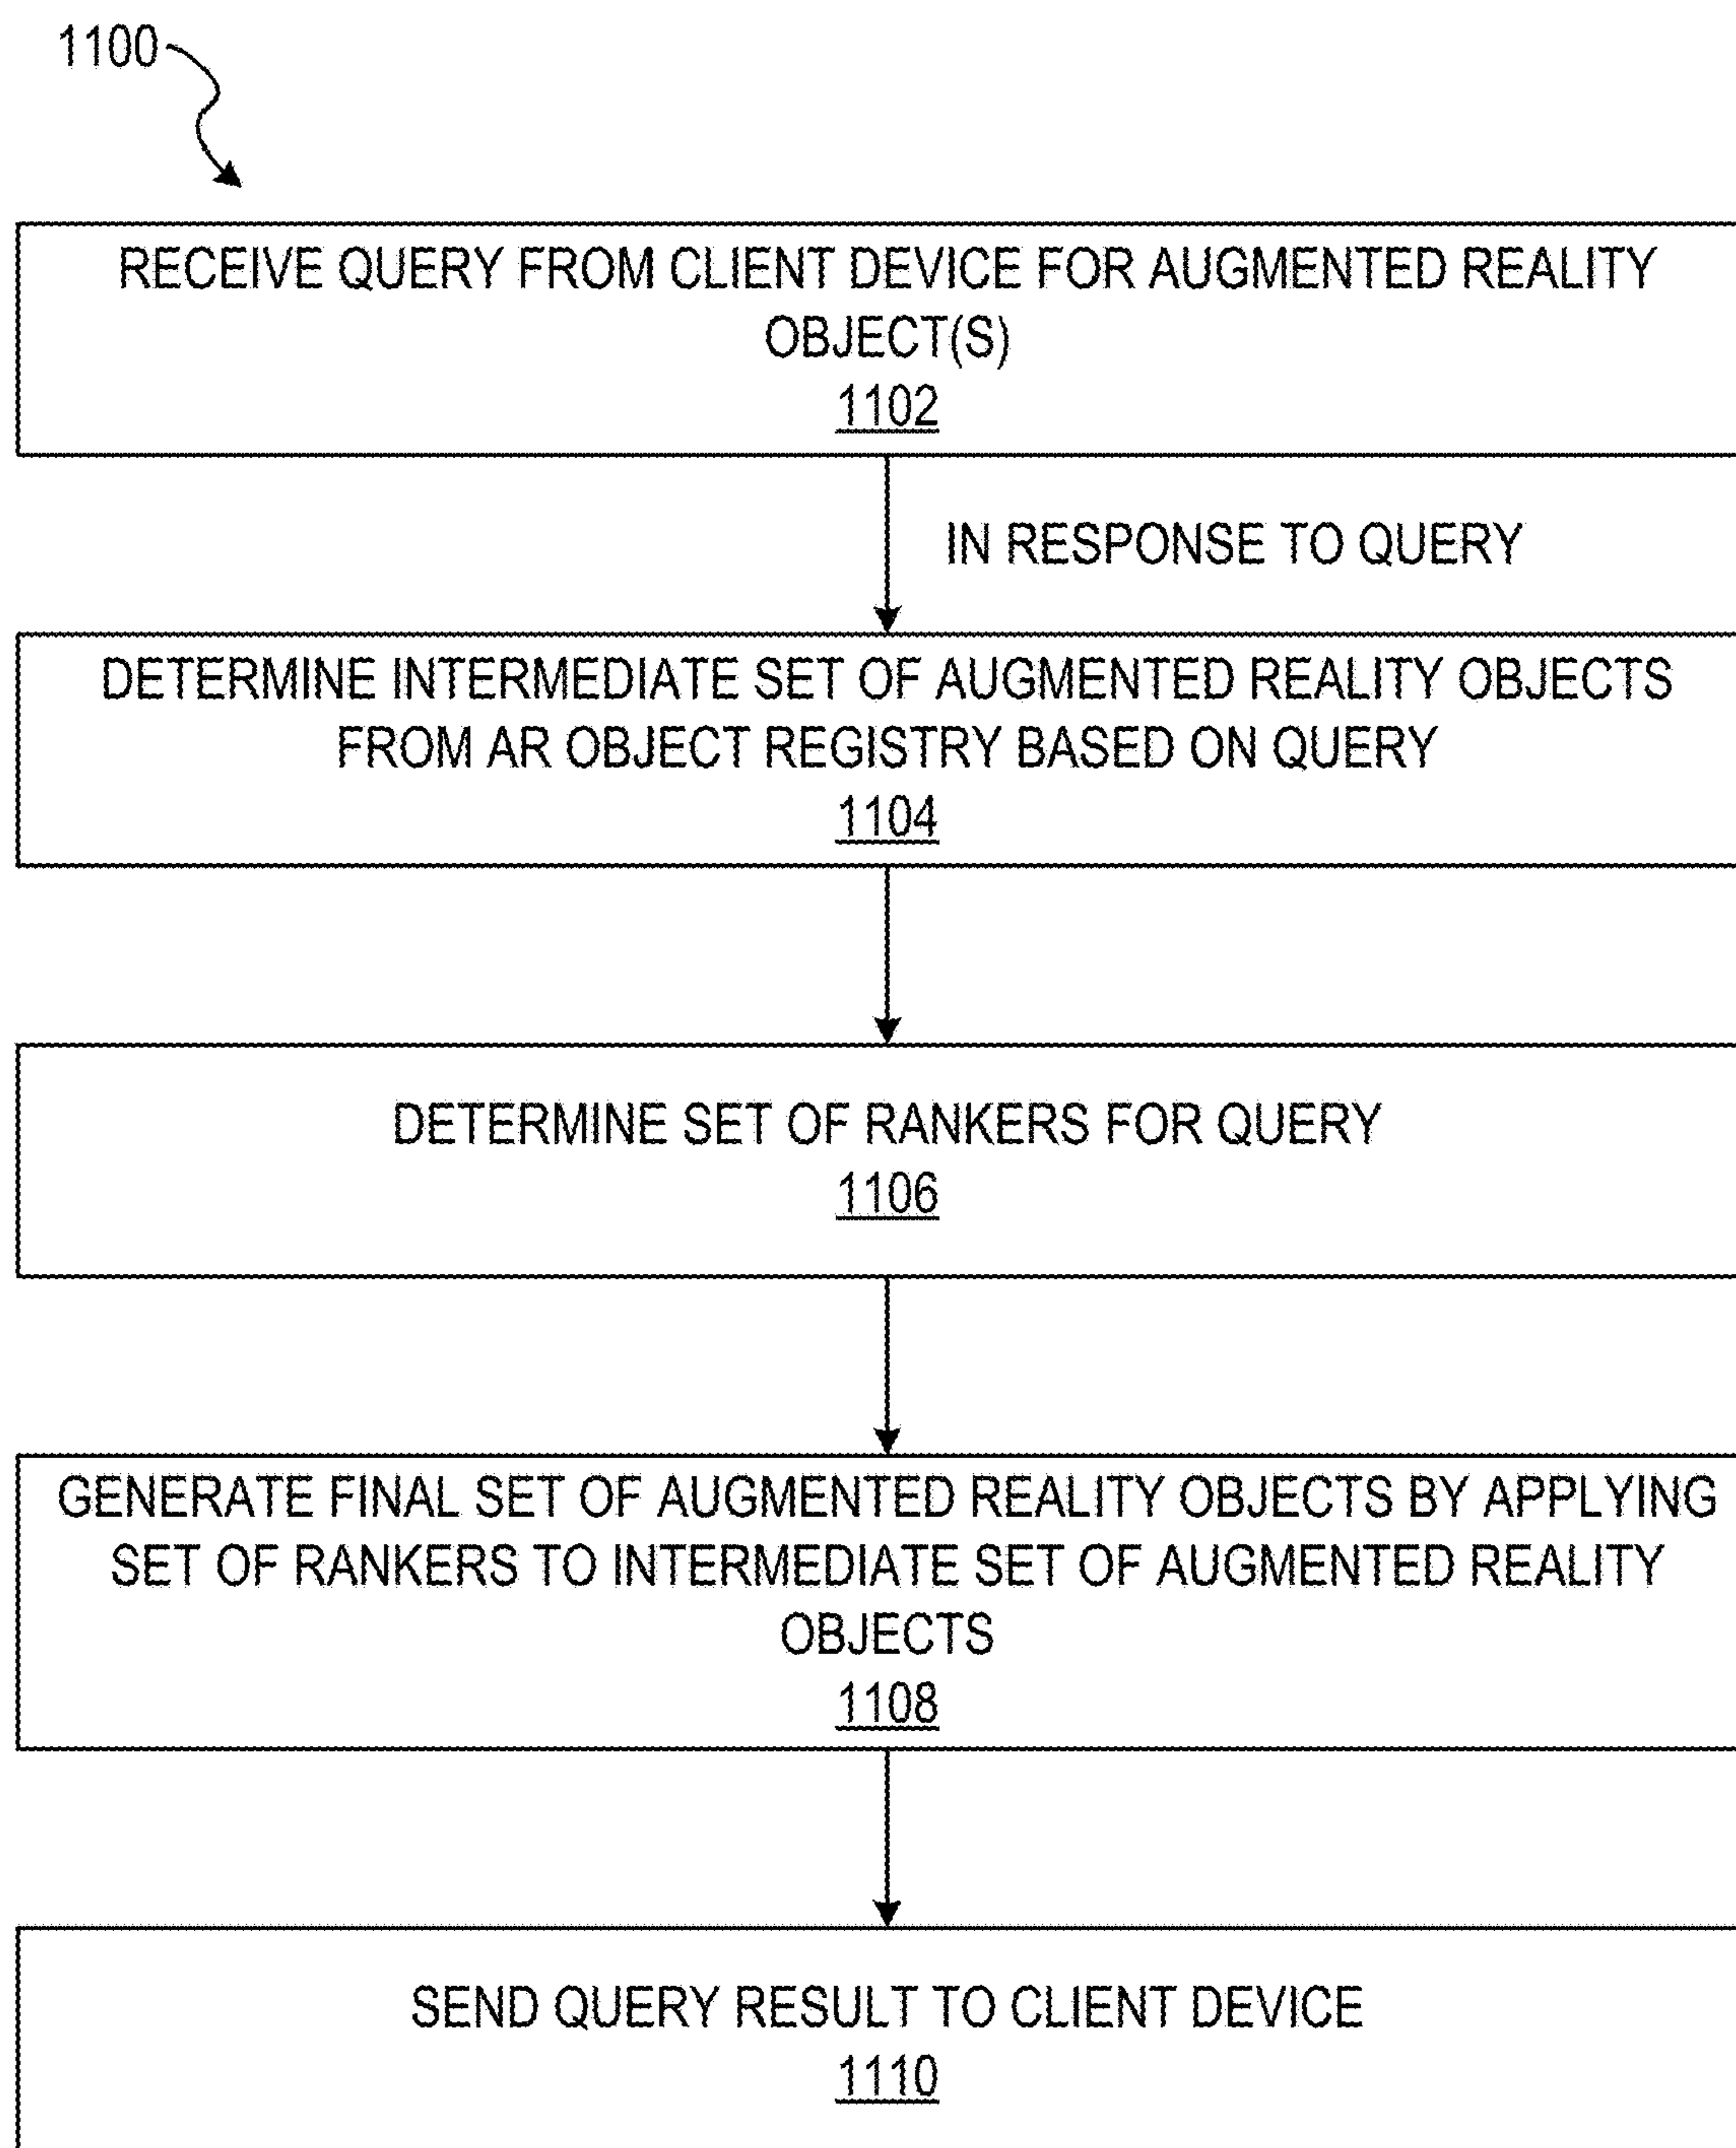 1100
RECEIVE QUERY FROM CLIENT DEVICE FOR AUGMENTED REALITY
OBJECT(S)
1102
IN RESPONSE TO QUERY
DETERMINE INTERMEDIATE SET OF AUGMENTED REALITY OBJECTS
FROM AR OBJECT REGISTRY BASED ON QUERY
1104
DETERMINE SET OF RANKERS FOR QUERY
1106
GENERATE FINAL SET OF AUGMENTED REALITY OBJECTS BY APPLYING
SET OF RANKERS TO INTERMEDIATE SET OF AUGMENTED REALITY
OBJECTS
1108
SEND QUERY RESULT TO CLIENT DEVICE
1110